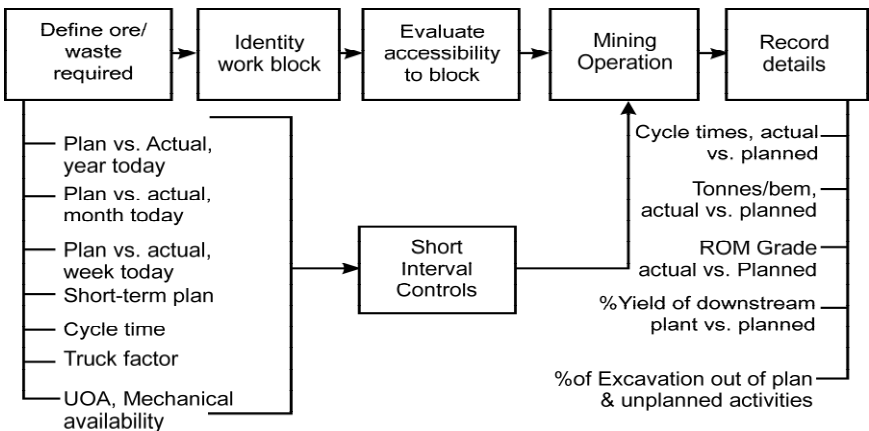 Define ore/
waste
required
Identity
work block
Evaluate
accessibility
to block
Mining
Operation
Record
details
Plan vs. Actual,
year today
Plan vs. actual,
month today
Plan vs. actual,
week today
Short-term plan
Cycle time
Truck factor
UOA, Mechanical
availability
Short
Interval
Controls
Cycle times, actual
vs. planned
Tonnes/bem,
actual vs. planned
ROM Grade
actual vs. Planned
%Yield of downstream
plant vs. planned
%of Excavation out of plan
& unplanned activities